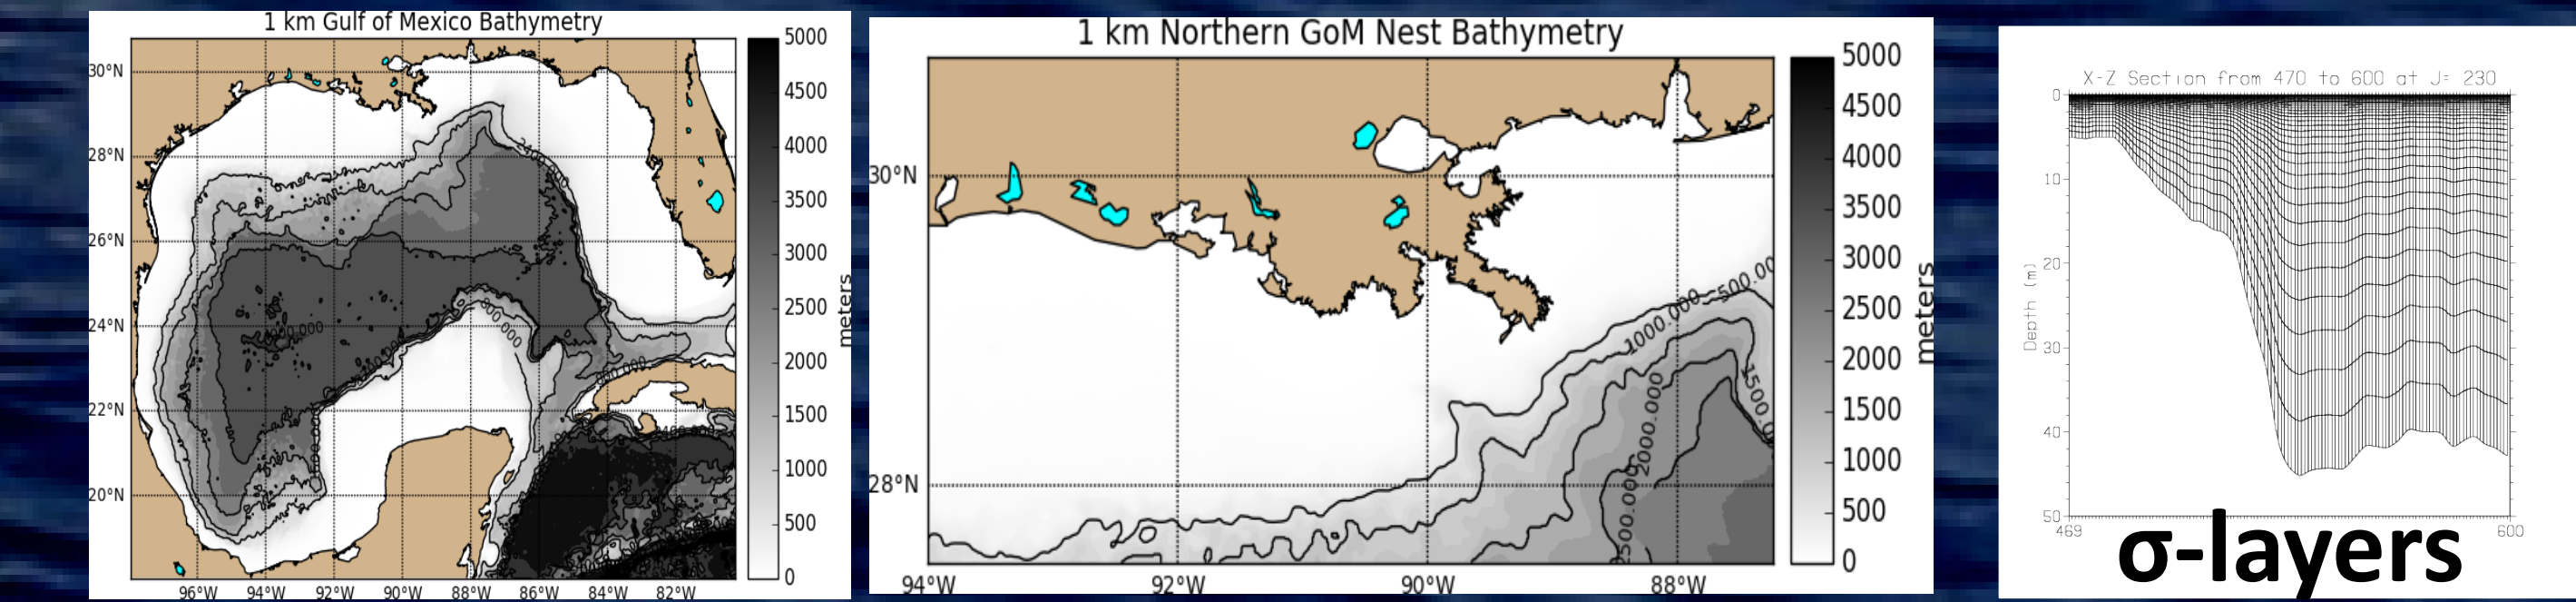 1 km Gulf of Mexico Bathymetry
30°N
28°N
26°N
24°N
22°N
20°N
96°W 94°W 92°W 90°W 88°W 86°W 84°W 82°W
5000
4500
4000
3500
3000
2500
2000
1500
1000
500
0
meters
1 km Northern GoM Nest Bathymetry
30°N
28°N
94°W 92°W 90°W 88°W
1000.000
500.00
1500.0
2000.000
2500.000
5000
4500
4000
3500
3000
2500
2000
1500
1000
500
0
meters
X-Z Section from 470 to 600 at J= 230
0
10
20
30
40
50
Depth (m)
469 600
σ-layers